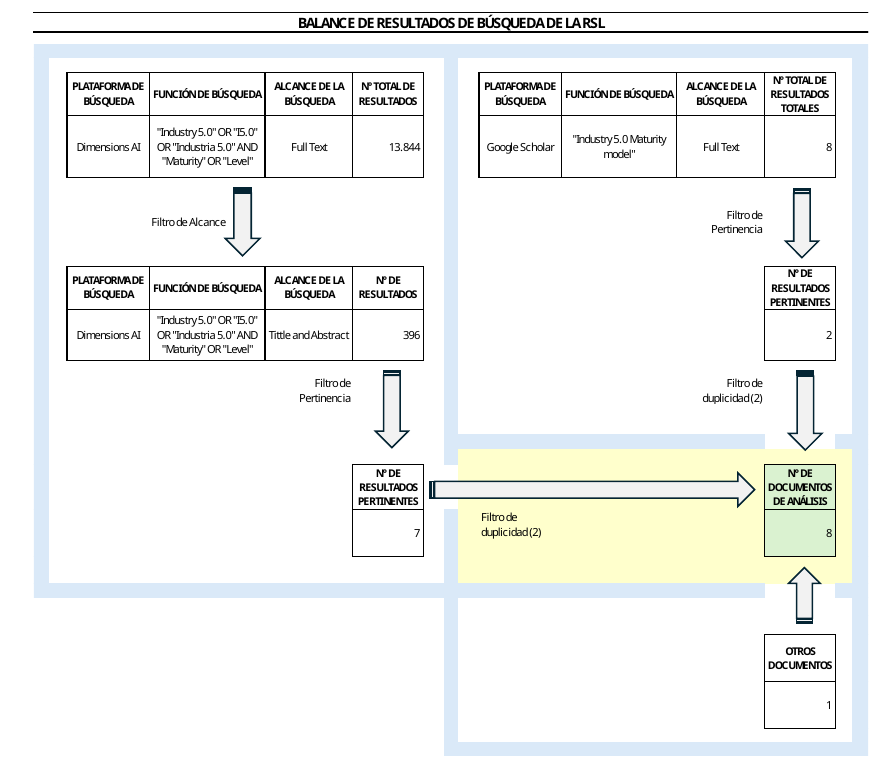 BALANCE DE RESULTADOS DE BÚSQUEDA DE LA RSL
PLATAFORMA DE
BÚSQUEDA
FUNCIÓN DE BÚSQUEDA
ALCANCE DE LA
BÚSQUEDA
Nº TOTAL DE
RESULTADOS
Dimensions AI
"Industry 5.0" OR "I5.0"
OR "Industria 5.0" AND
"Maturity" OR "Level"
Full Text
13.844
Filtro de Alcance
PLATAFORMA DE
BÚSQUEDA
FUNCIÓN DE BÚSQUEDA
ALCANCE DE LA
BÚSQUEDA
Nº DE
RESULTADOS
Dimensions AI
"Industry 5.0" OR "I5.0"
OR "Industria 5.0" AND
"Maturity" OR "Level"
Tittle and Abstract
396
Filtro de
Pertinencia
Nº DE
RESULTADOS
PERTINENTES
7
PLATAFORMA DE
BÚSQUEDA
FUNCIÓN DE BÚSQUEDA
ALCANCE DE LA
BÚSQUEDA
Nº TOTAL DE
RESULTADOS
TOTALES
Google Scholar
"Industry 5.0 Maturity
model"
Full Text
8
Filtro de
Pertinencia
Nº DE
RESULTADOS
PERTINENTES
2
Filtro de
duplicidad (2)
Filtro de
duplicidad (2)
Nº DE
DOCUMENTOS
DE ANÁLISIS
8
OTROS
DOCUMENTOS
1